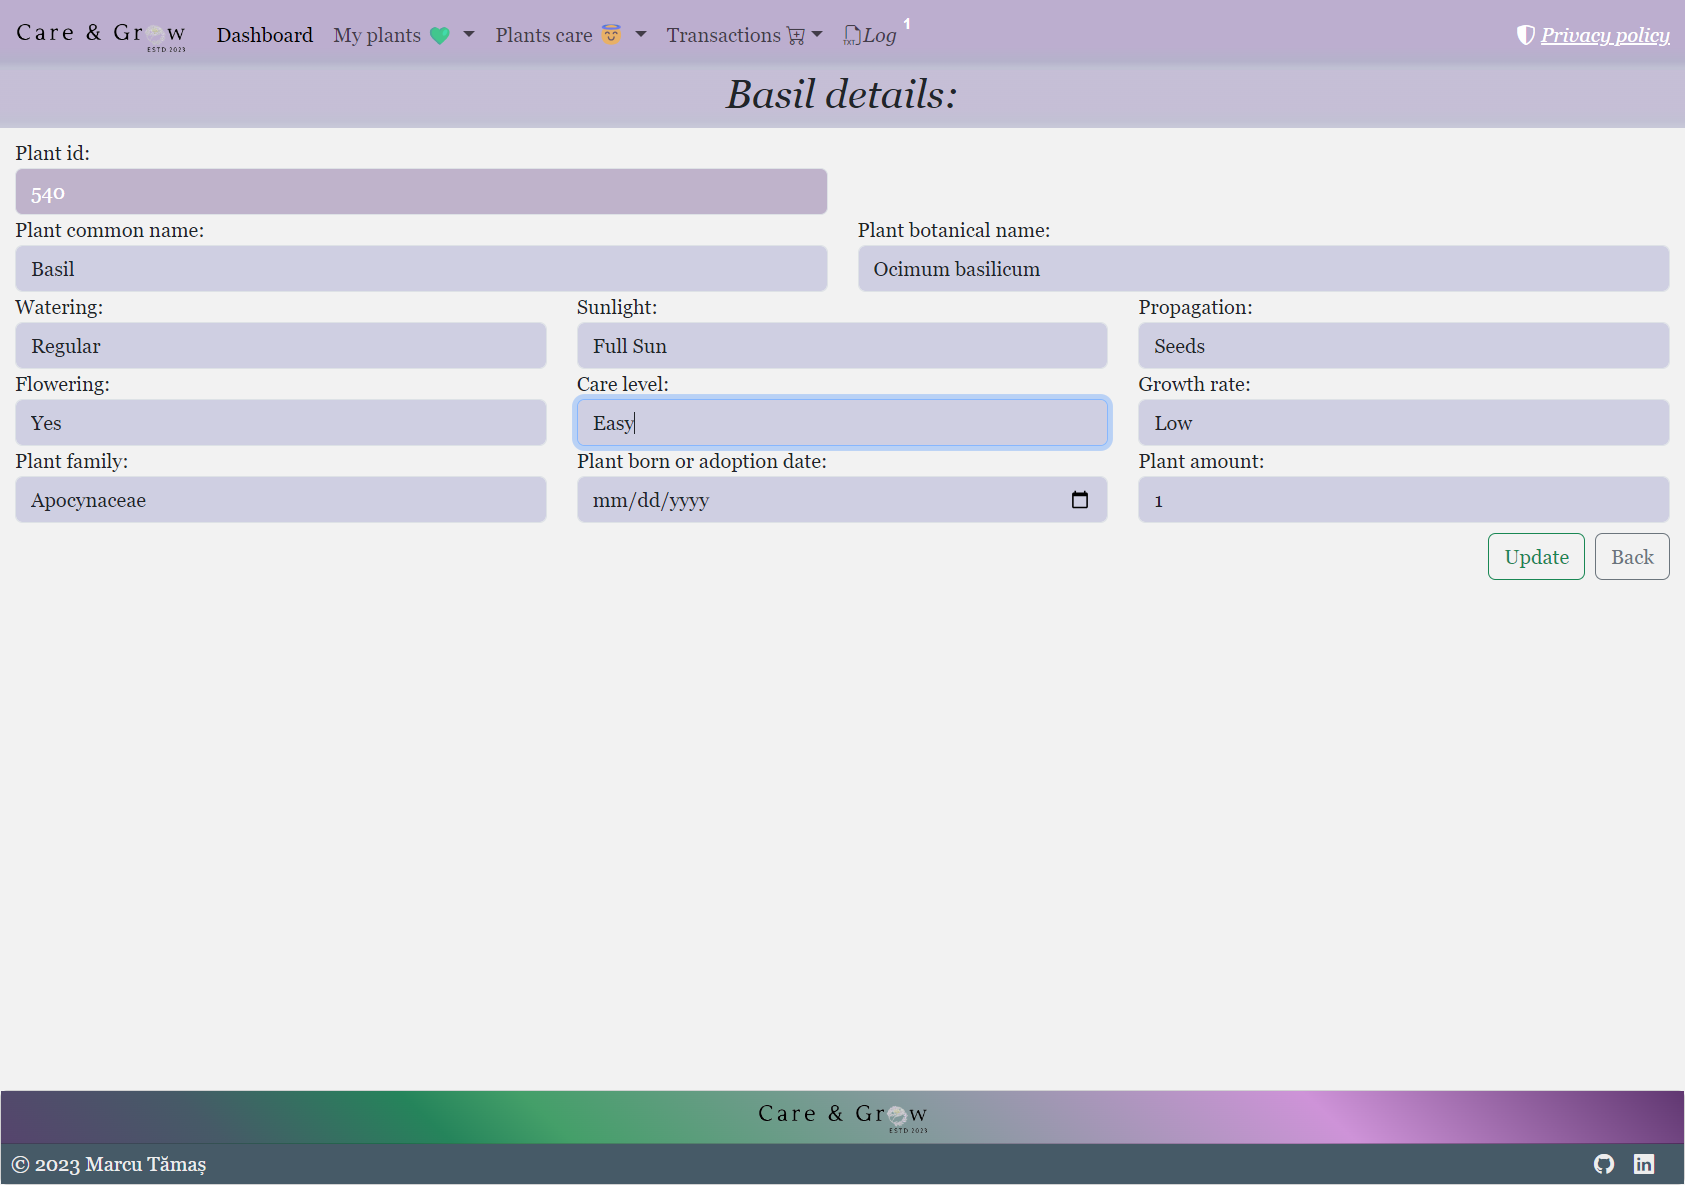 Care & Grow
ESTD 2023
Dashboard My plants Plants care Transactions TXT Log 1 Privacy policy
Basil details:
Plant id:
540
Plant common name: Plant botanical name:
Basil Ocimum basilicum
Watering: Sunlight: Propagation:
Regular Full Sun Seeds
Flowering: Care level: Growth rate:
Yes Easy Low
Plant family: Plant born or adoption date: Plant amount:
Apocynaceae mm/dd/yyyy 1
Update Back
Care & Grow
ESTD 2023
© 2023 Marcu Tămaș in